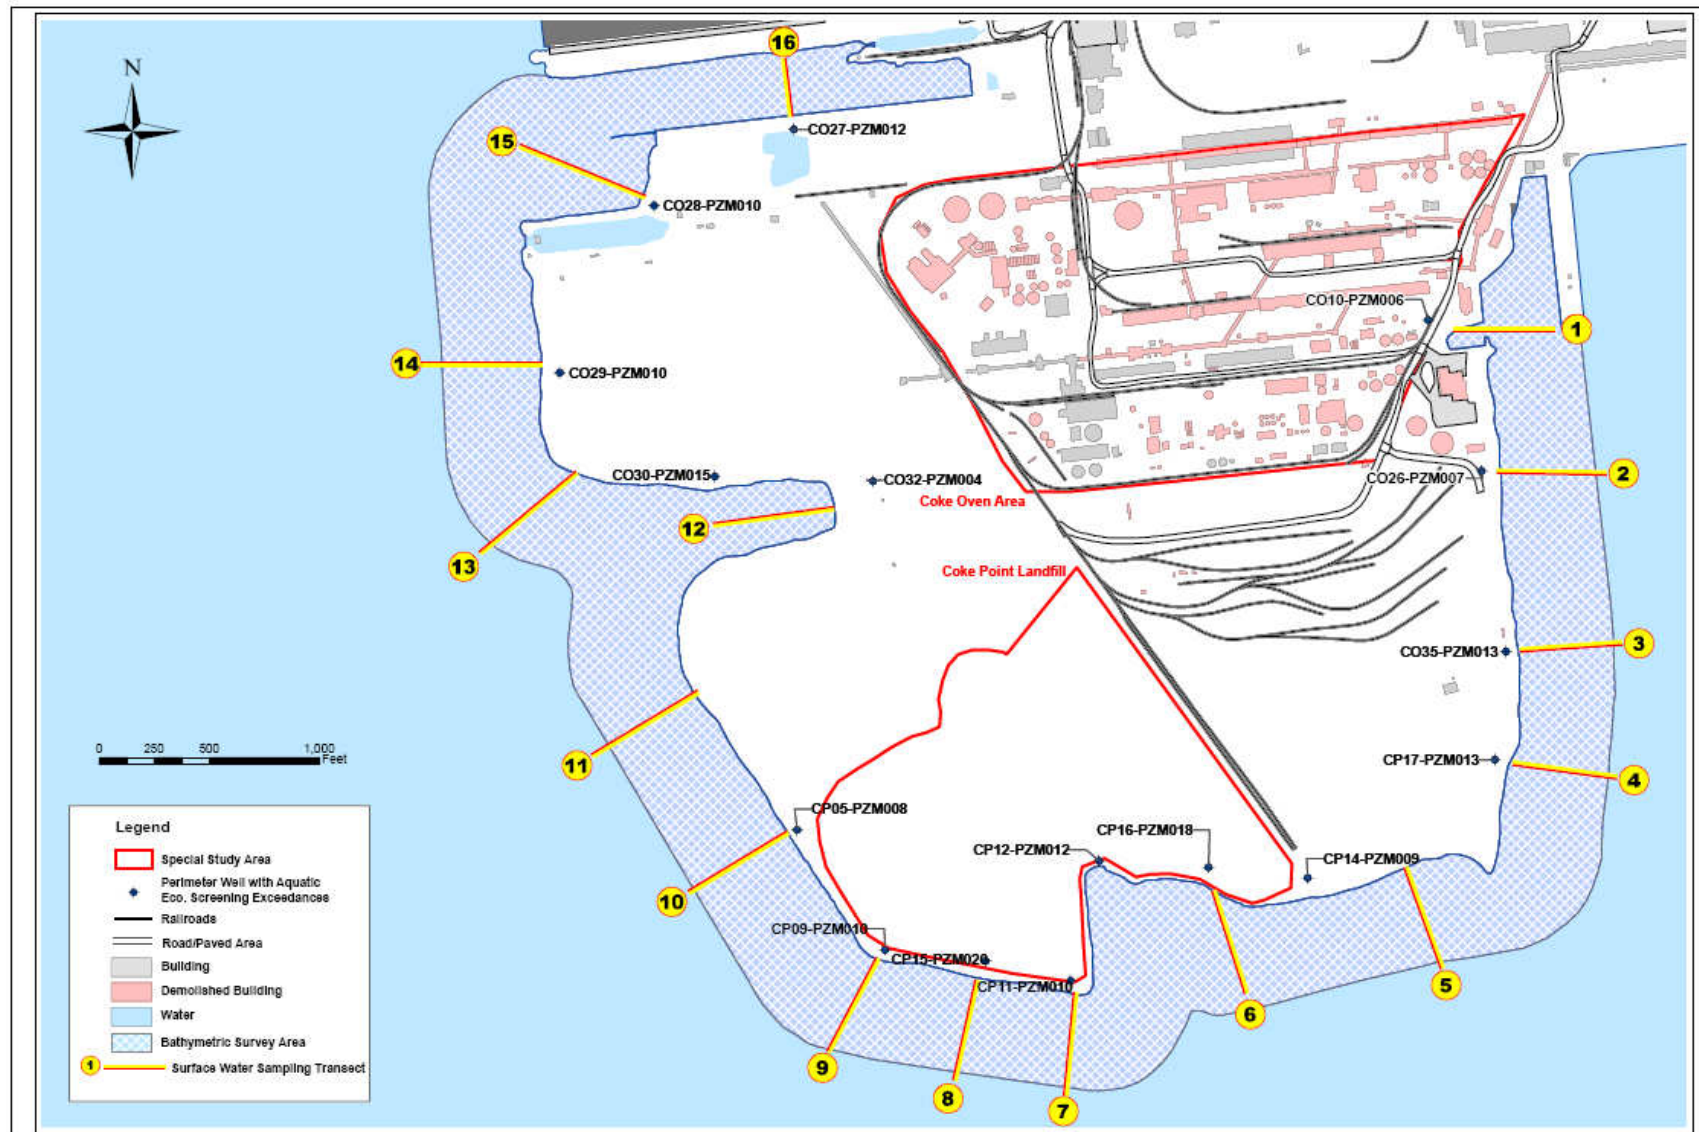 16
N
CO27-PZM012
15
CO28-PZM010
CO10-PZM006
1
14
CO29-PZM010
CO30-PZM015
CO32-PZM004
CO26-PZM007
2
Coke Oven Area
12
13
Coke Point Landfill
CO35-PZM013
3
11
0 250 500 1,000
Feet
CP17-PZM013
4
CP05-PZM008
CP16-PZM018
CP12-PZM012
CP14-PZM009
10
CP09-PZM010
CP15-PZM020
CP11-PZM010
5
6
9
8
7
Legend
Special Study Area
Perimeter Well with Aquatic
Eco. Screening Exceedances
Railroads
Road/Paved Area
Building
Demolished Building
Water
Bathymetric Survey Area
1 Surface Water Sampling Transect